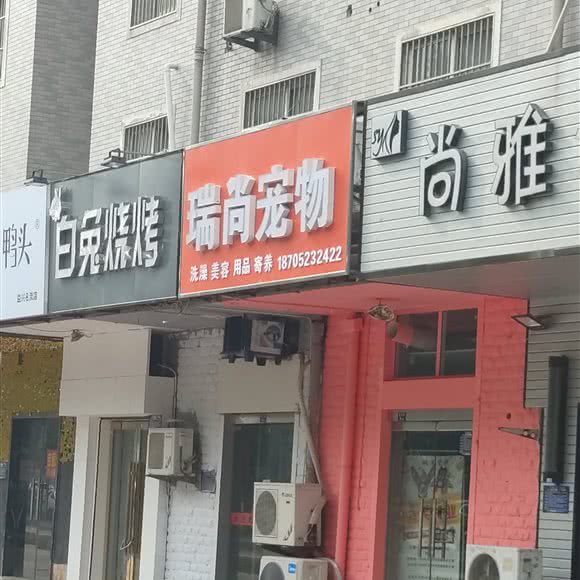 鸭头
白兔烧烤
瑞尚宠物
洗澡 美容 用品 寄养 18705232422
尚雅